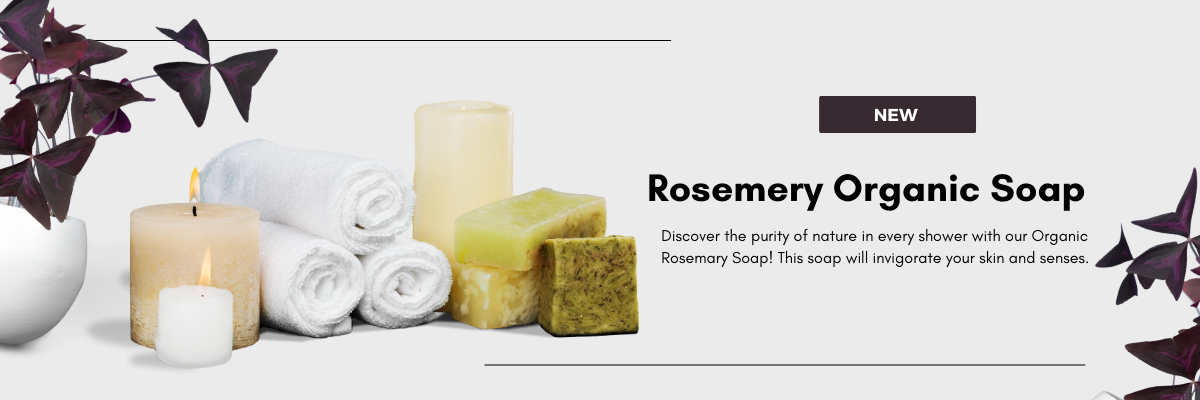 NEW
Rosemery Organic Soap
Discover the purity of nature in every shower with our Organic
Rosemary Soap! This soap will invigorate your skin and senses.